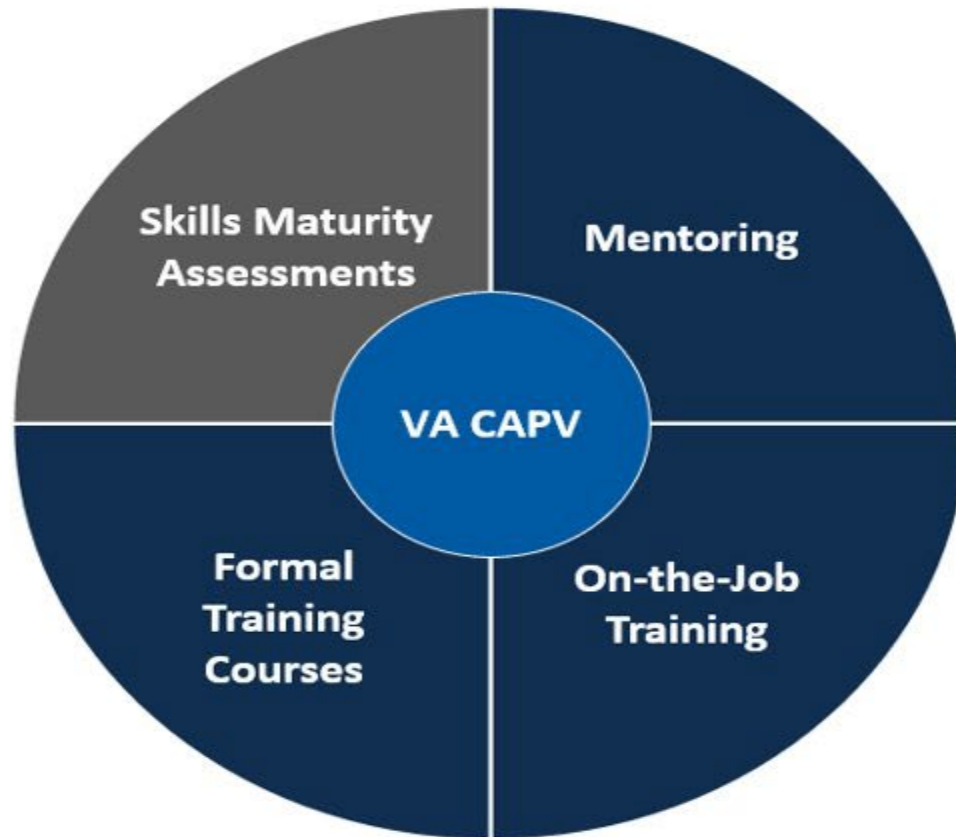 Skills Maturity
Assessments
Mentoring
VA CAPV
Formal
Training
Courses
On-the-Job
Training